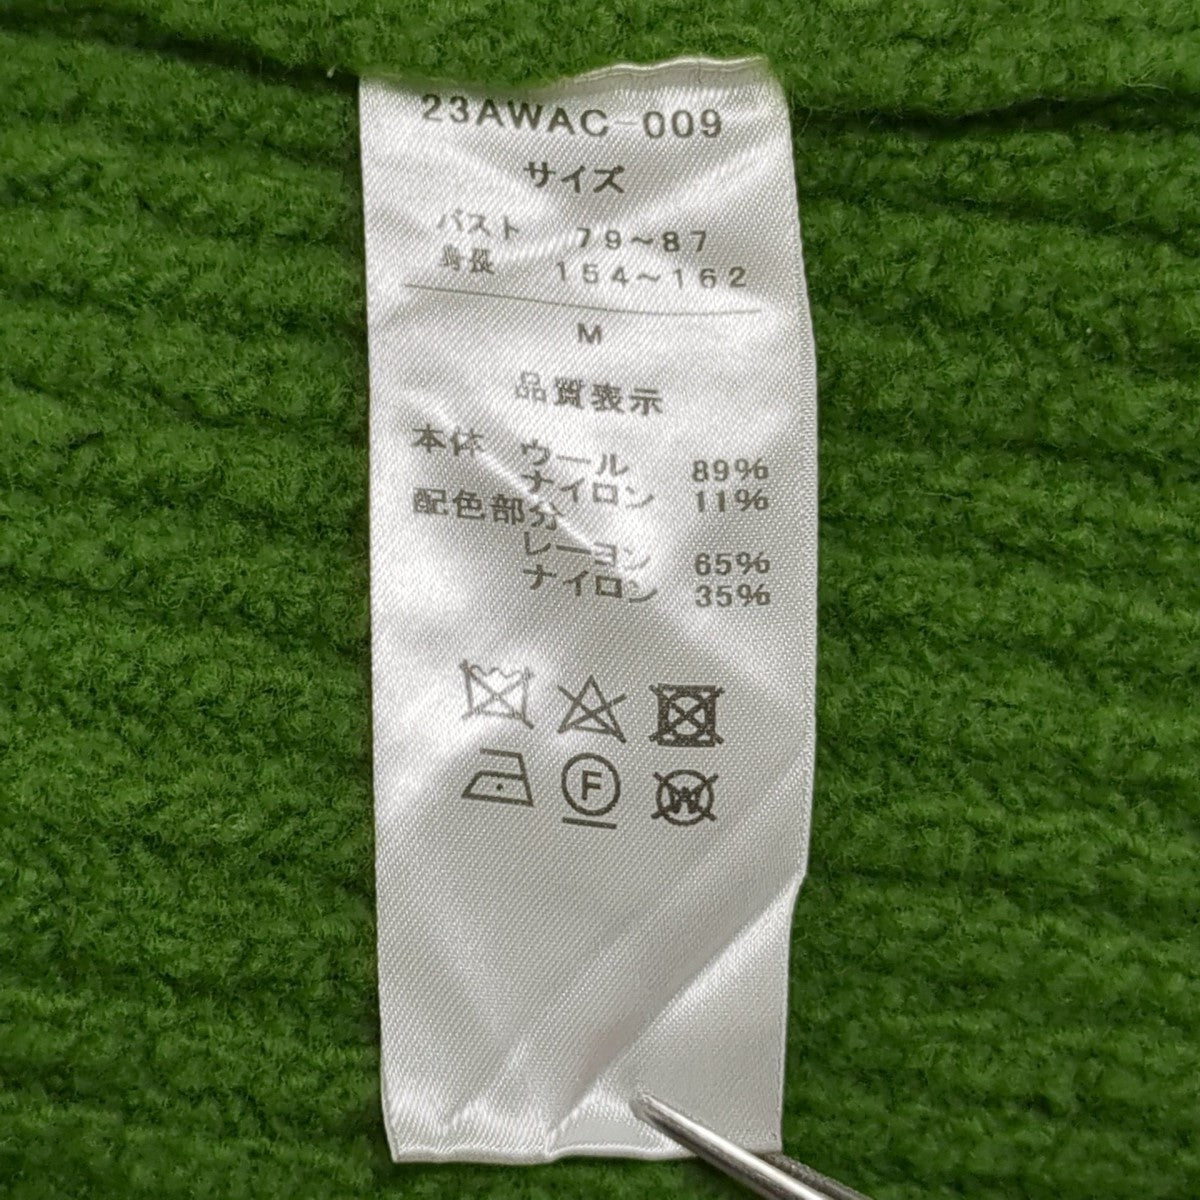 23AWAC-009
サイズ
バスト 79~87
身長 154~162
M
品質表示
本体 ウール 89%
ナイロン 11%
配色部分
レーヨン 65%
ナイロン 35%
F
W